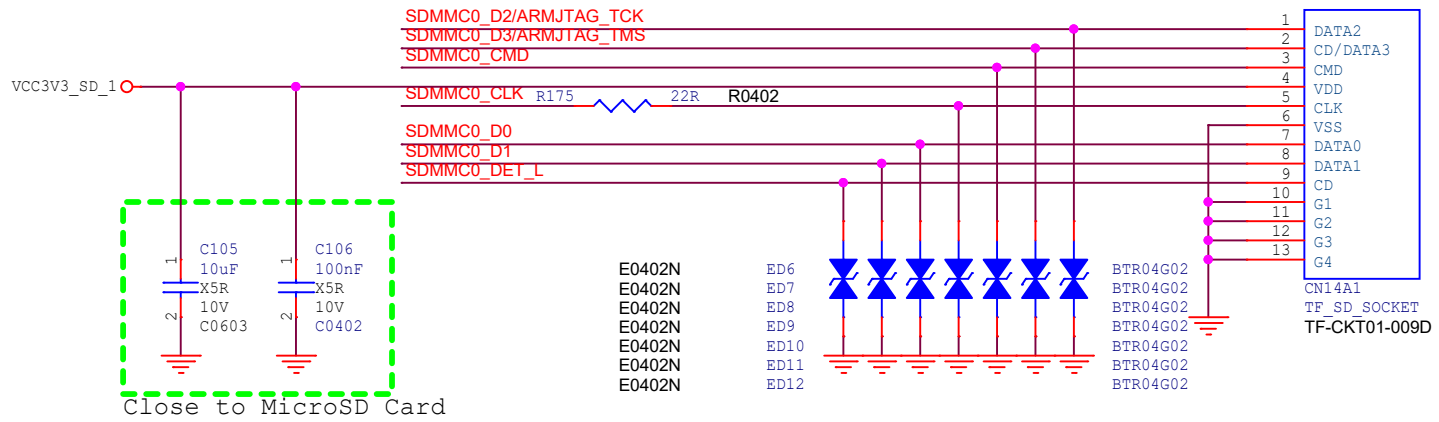 SDMMC0_D2/ARMJTAG_TCK
SDMMC0_D3/ARMJTAG_TMS
SDMMC0_CMD
VCC3V3_SD_1
SDMMC0_CLK R175 22R R0402
SDMMC0_D0
SDMMC0_D1
SDMMC0_DET_L
1 DATA2
2 CD/DATA3
3 CMD
4 VDD
5 CLK
6 VSS
7 DATA0
8 DATA1
9 CD
10 G1
11 G2
12 G3
13 G4
CN14A1
TF_SD_SOCKET
TF-CKT01-009D
1
C105
10uF
X5R
10V
C0603
2
1
C106
100nF
X5R
10V
C0402
2
Close to MicroSD Card
E0402N ED6 BTR04G02
E0402N ED7 BTR04G02
E0402N ED8 BTR04G02
E0402N ED9 BTR04G02
E0402N ED10 BTR04G02
E0402N ED11 BTR04G02
E0402N ED12 BTR04G02